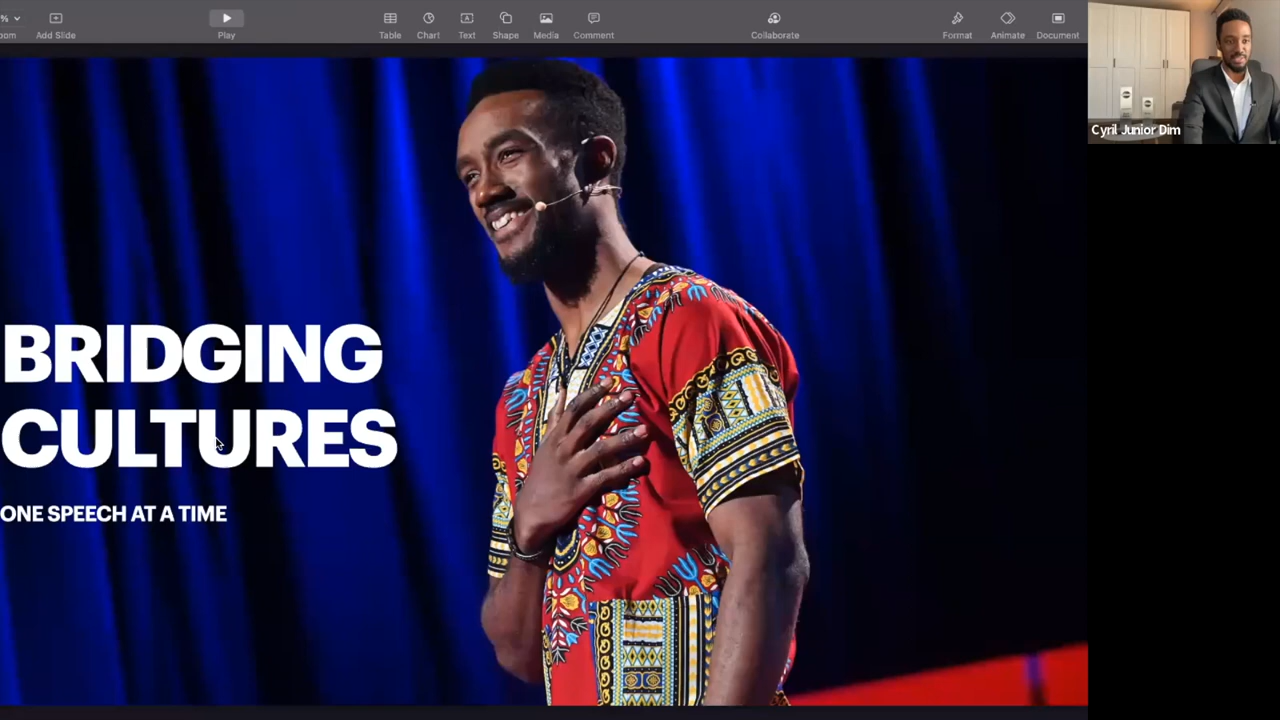 %
oom
Add Slide
Play
Table
Chart
Text
Shape
Media
Comment
Collaborate
Format
Animate
Document
Cyril Junior Dim
BRIDGING
CULTURES
ONE SPEECH AT A TIME